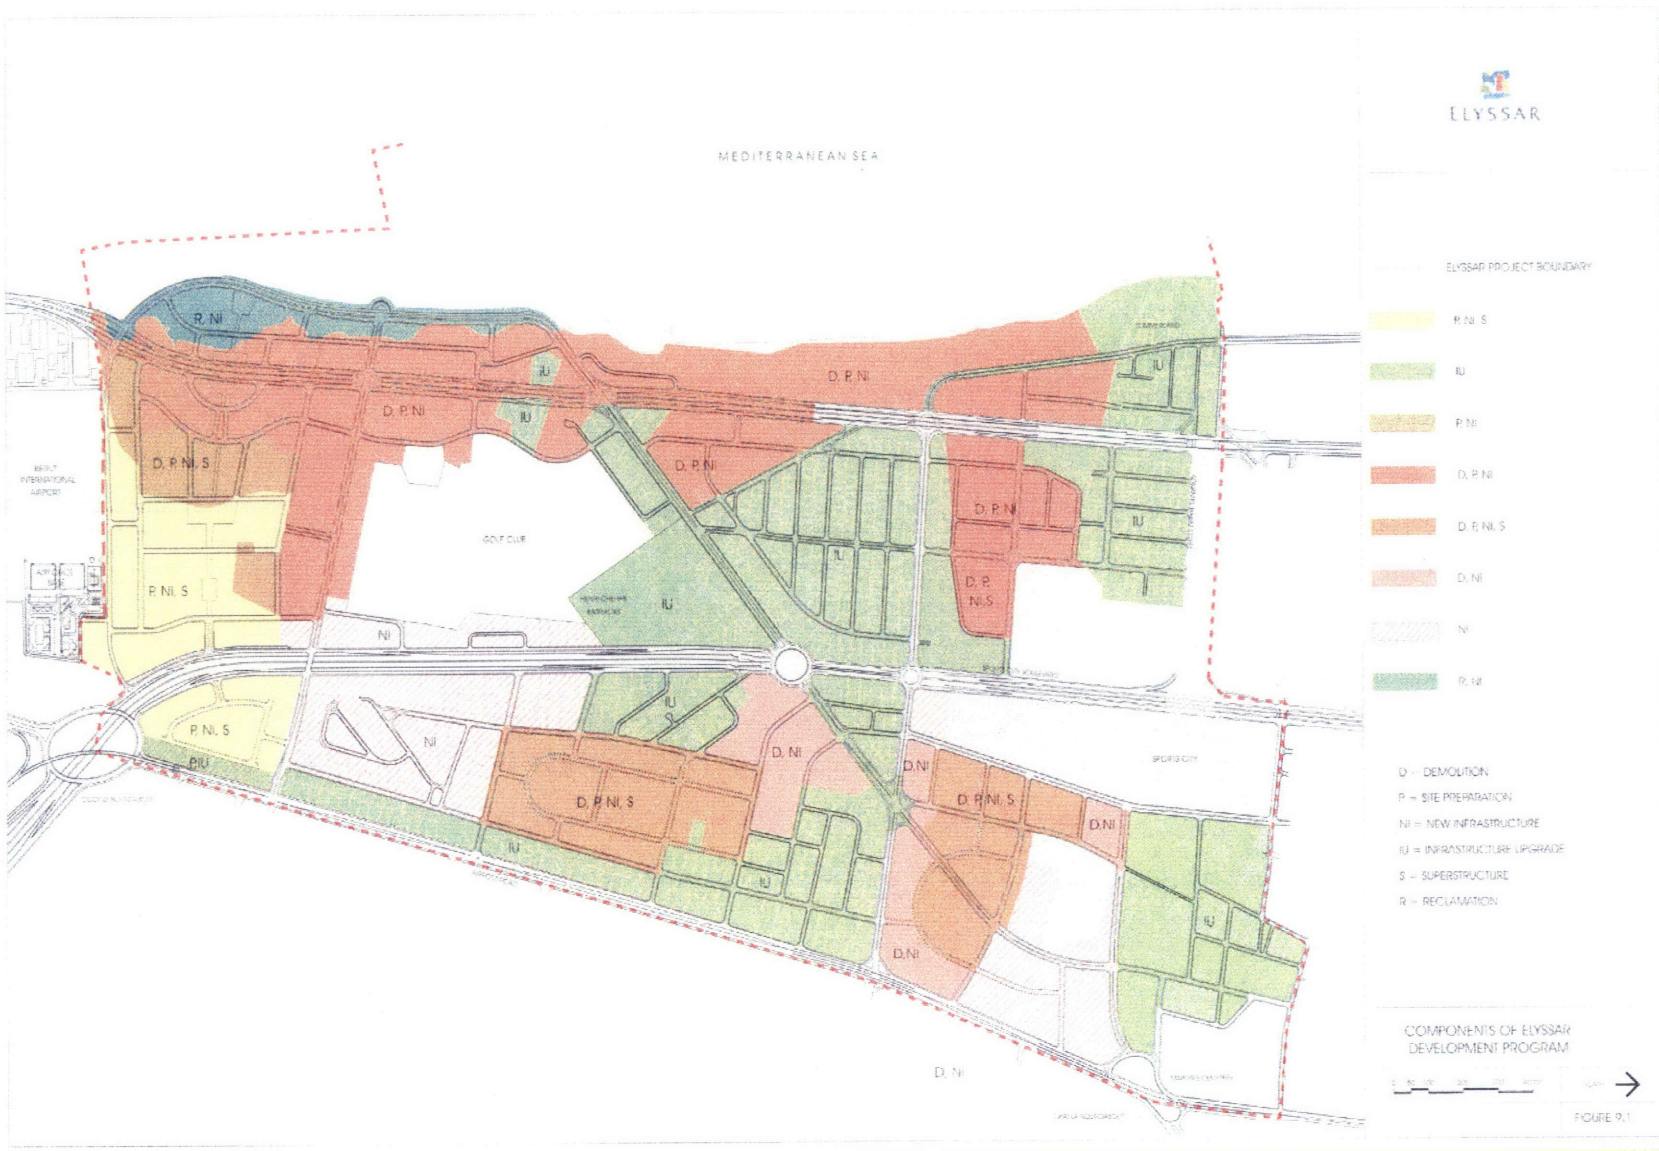 ELYSSAR
MEDITERRANEAN SEA
ELYSSAR PROJECT BOUNDARY
P, NI, S
IU
P, NI
D, P, NI
D, P, NI, S
D, NI
NI
R, NI
D = DEMOLITION
P = SITE PREPARATION
NI = NEW INFRASTRUCTURE
IU = INFRASTRUCTURE UPGRADE
S = SUPERSTRUCTURE
R = RECLAMATION
COMPONENTS OF ELYSSAR
DEVELOPMENT PROGRAM
FIGURE 9.1
R, NI
IU
D, P, NI
IU
D, P, NI
IU
D, P, NI, S
D, P, NI
BEIRUT
INTERNATIONAL
AIRPORT
GOLF CLUB
D, P, NI
IU
IU
D, P,
NI, S
P, NI, S
IU
NI
P, NI, S
IU
NI
D, NI
D, NI
SPORTS CITY
P,IU
D, P, NI, S
D, P, NI, S
D,NI
IU
IU
IU
D,NI
D, NI